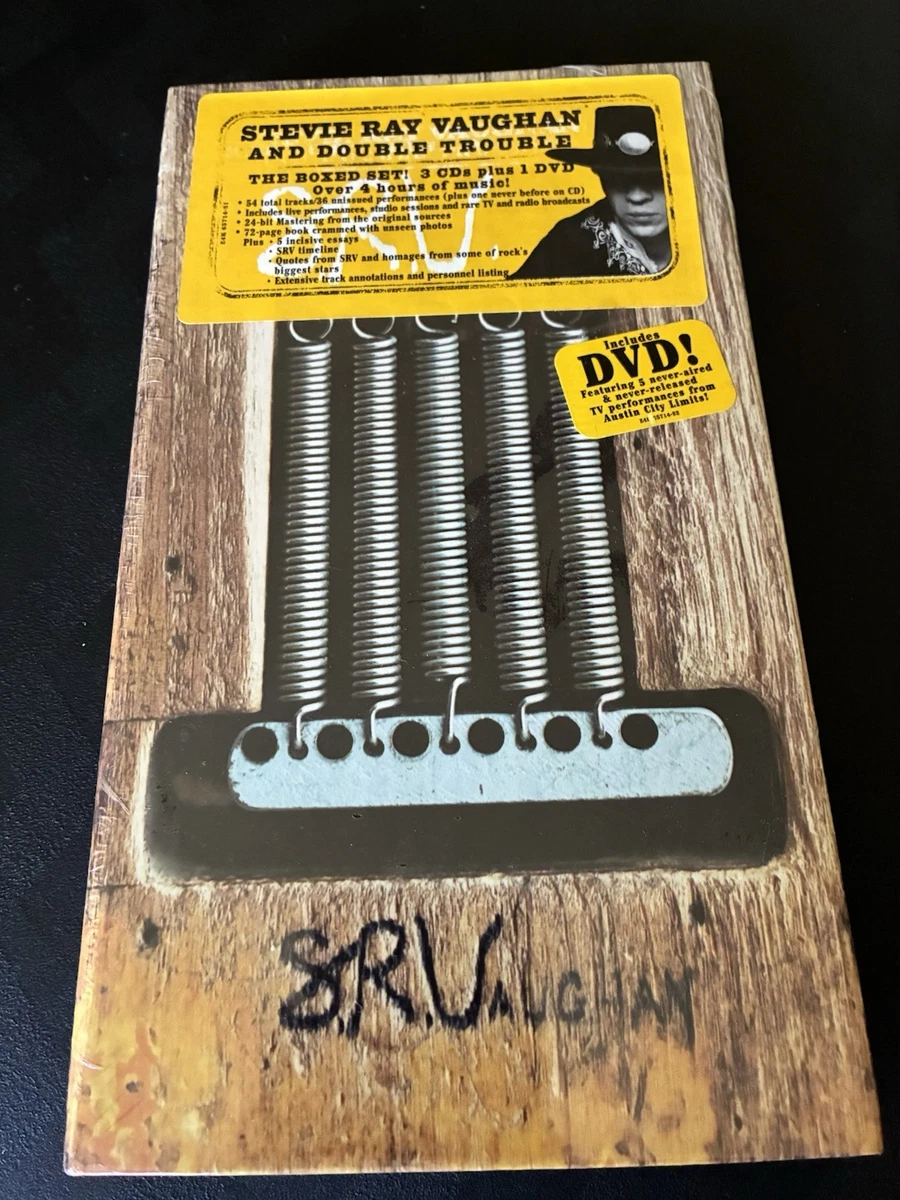 STEVIE RAY VAUGHAN
AND DOUBLE TROUBLE
THE BOXED SET! 3 CDs plus 1 DVD
Over 4 hours of music!
• 54 total tracks/36 unissued performances (plus one never before on CD)
• Includes live performances, studio sessions and rare TV and radio broadcasts
• 24-bit Mastering from the original sources
• 72-page book crammed with unseen photos
Plus • 5 incisive essays
• SRV timeline
• Quotes from SRV and homages from some of rock's
biggest stars
• Extensive track annotations and personnel listing
SRV
Includes
DVD!
Featuring 5 never-aired
& never-released
TV performances from
Austin City Limits!
S.R.VAUGHAN